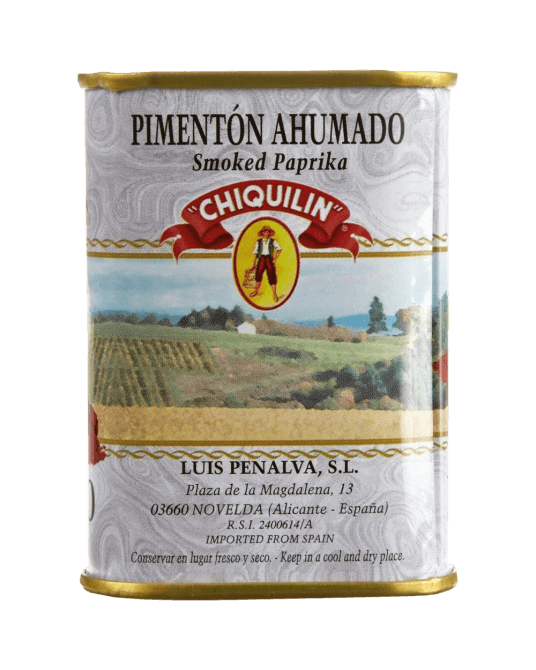 PIMENTÓN AHUMADO
Smoked Paprika
"CHIQUILIN"®
LUIS PENALVA, S.L.
Plaza de la Magdalena, 13
03660 NOVELDA (Alicante - España)
R.S.I. 2400614/A
IMPORTED FROM SPAIN
Conservar en lugar fresco y seco. - Keep in a cool and dry place.